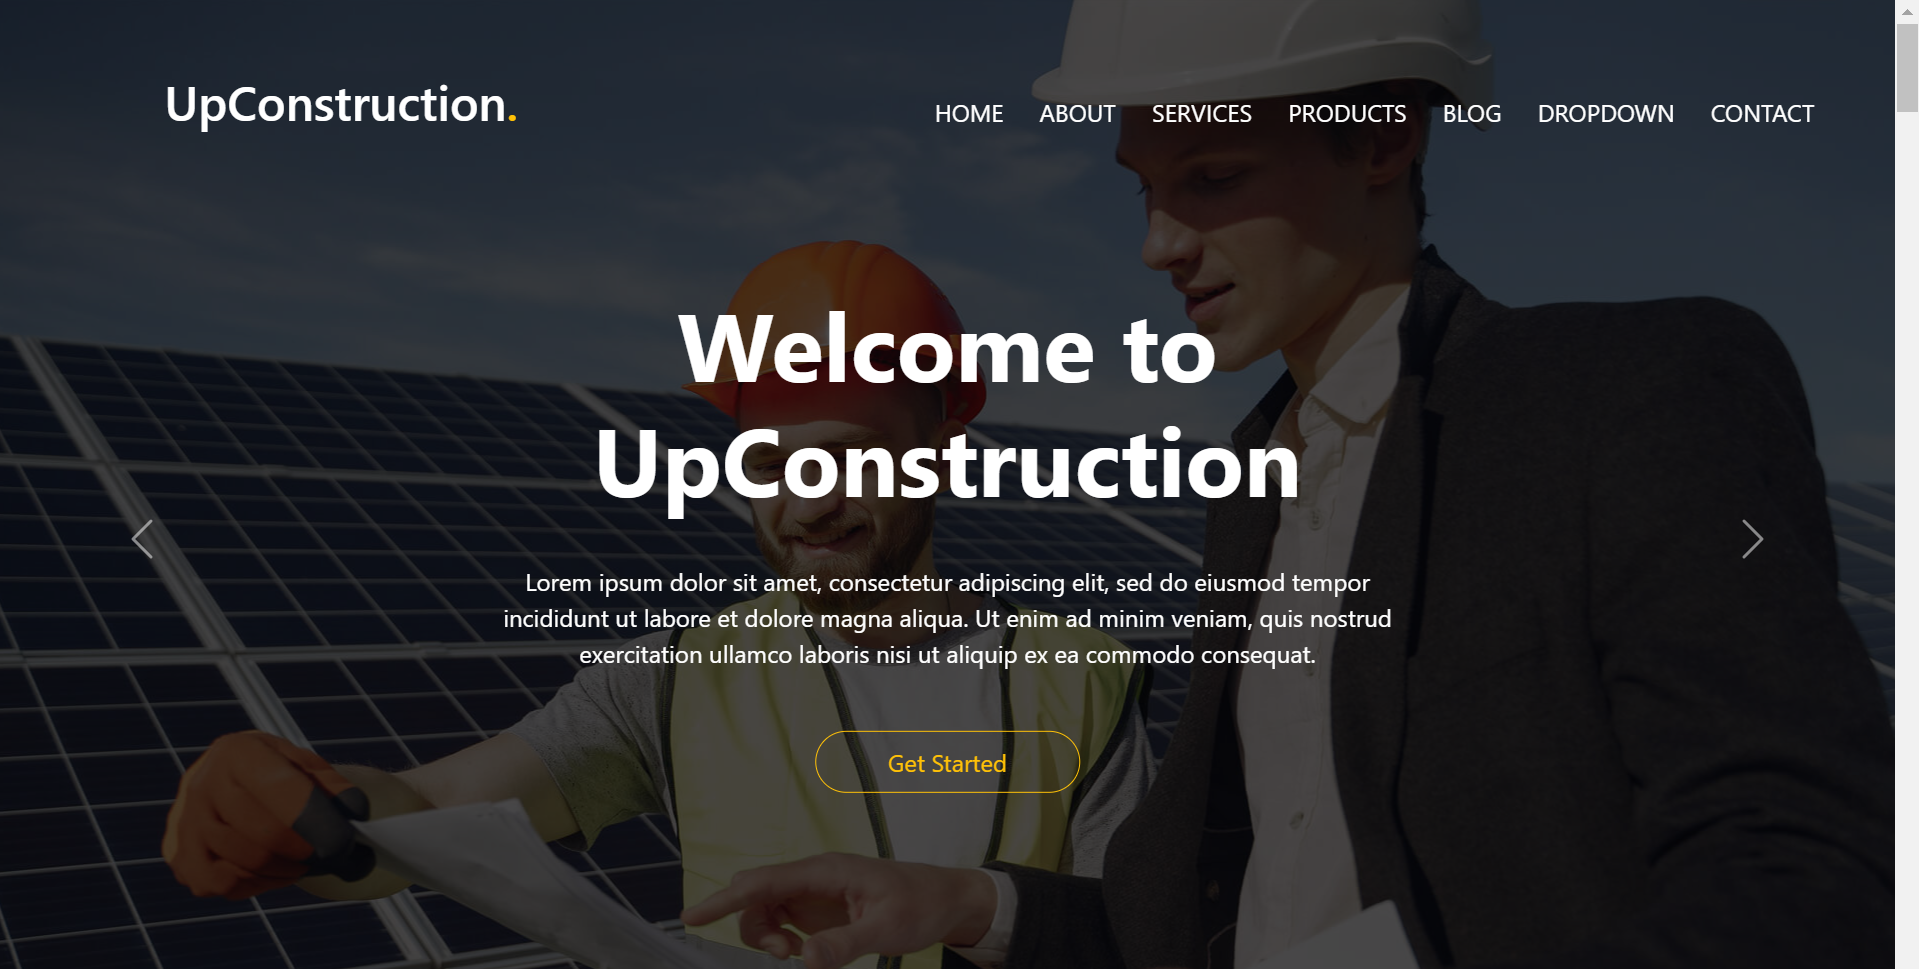 UpConstruction.
HOME ABOUT SERVICES PRODUCTS BLOG DROPDOWN CONTACT
Welcome to
UpConstruction
Lorem ipsum dolor sit amet, consectetur adipiscing elit, sed do eiusmod tempor
incididunt ut labore et dolore magna aliqua. Ut enim ad minim veniam, quis nostrud
exercitation ullamco laboris nisi ut aliquip ex ea commodo consequat.
Get Started